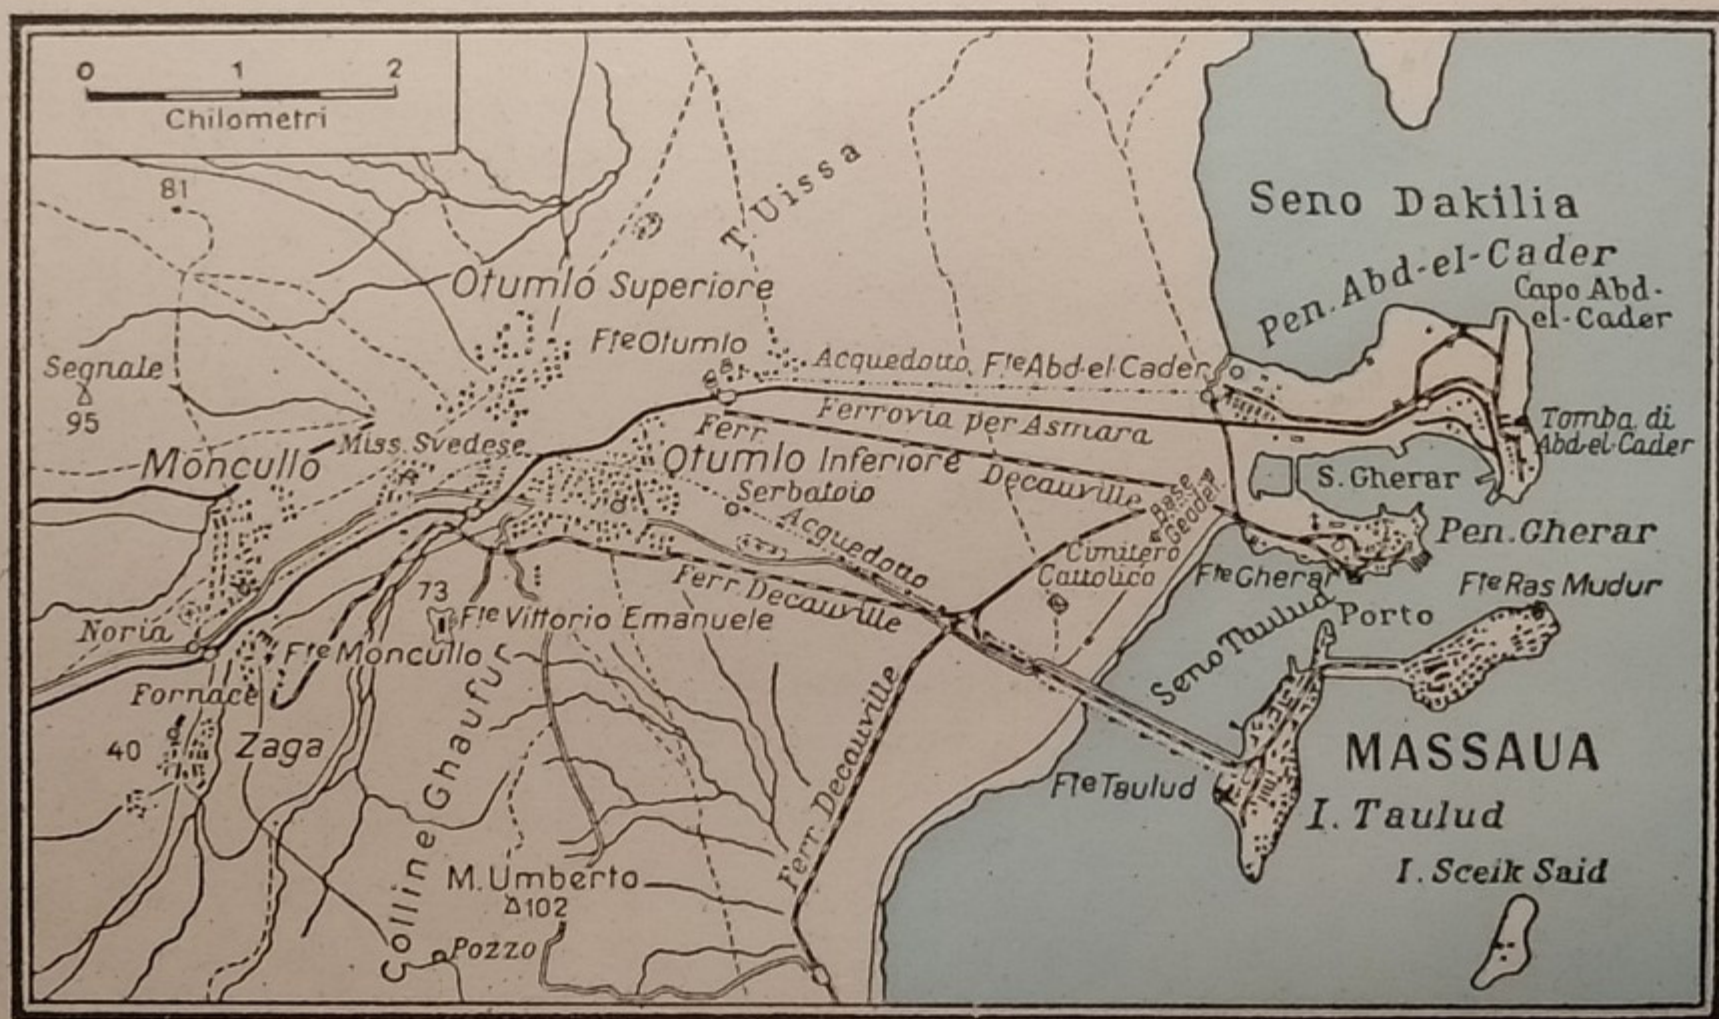 0 1 2
Chilometri
81
T. Uissa
Seno Dakilia
Pen. Abd-el-Cader
Capo Abd-
el-Cader
Otumlo Superiore
Segnale
95
Fte Otumlo
Acquedotto
Fte Abd-el-Cader
Ferrovia per Asmara
Ferr.
Decauville
Tomba di
Abd-el-Cader
Moncullo
Miss. Svedese
Otumlo Inferiore
Serbatoio
Acquedotto
Base
Geodet.
S. Gherar
Pen. Gherar
Cimitero
Cattolico
Fte Gherar
Fte Ras Mudur
Ferr. Decauville
73
Fte Vittorio Emanuele
Noria
Fte Moncullo
Seno Taulud
Porto
Fornace
40
Zaga
Colline Ghaufur
Ferr. Decauville
Fte Taulud
MASSAUA
I. Taulud
M. Umberto
102
I. Sceik Said
Pozzo